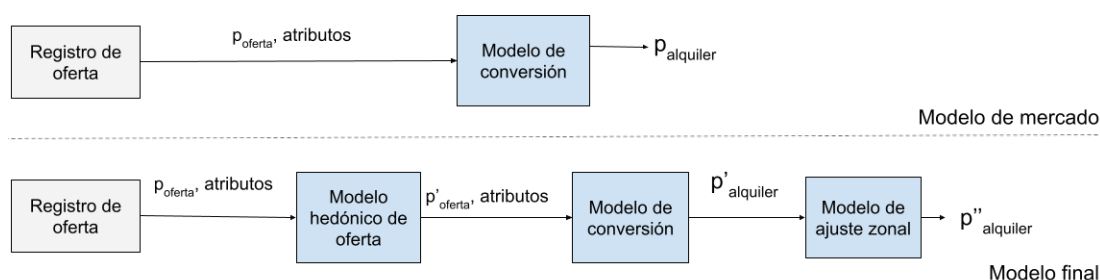 Registro de
oferta
p_oferta, atributos
Modelo de
conversión
p_alquiler
Modelo de mercado
Registro de
oferta
p_oferta, atributos
Modelo
hedónico de
oferta
p'_oferta, atributos
Modelo de
conversión
p'_alquiler
Modelo de
ajuste zonal
p''_alquiler
Modelo final